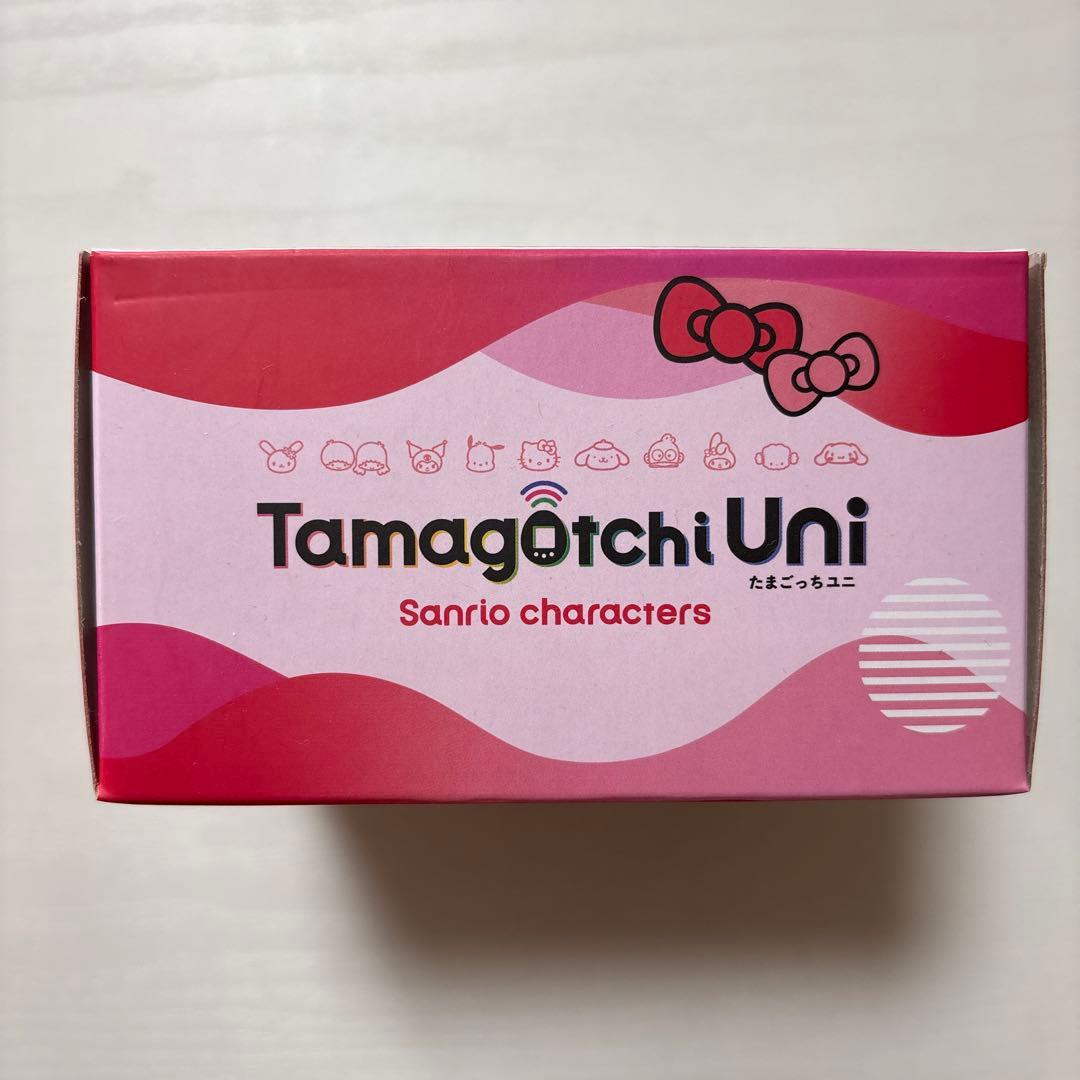 Tamagotchi Uni
たまごっちユニ
Sanrio characters